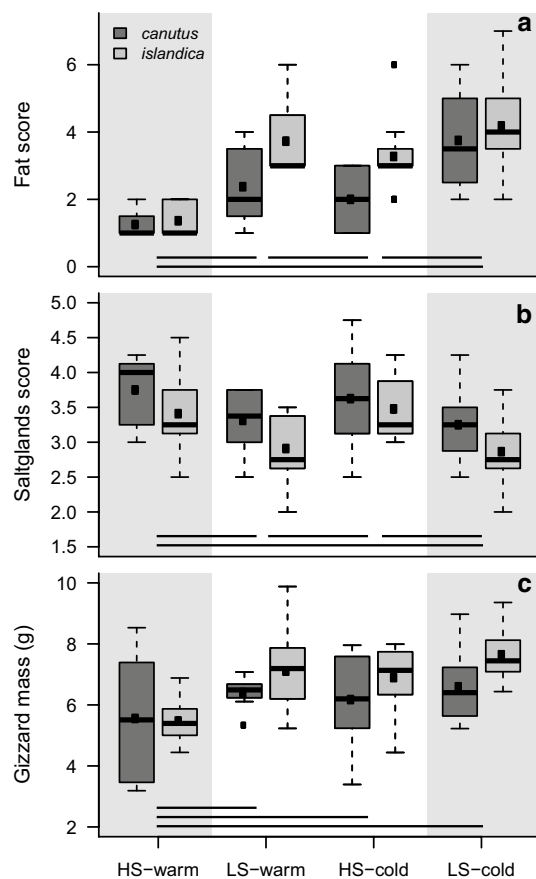 a
canutus
islandica
Fat score
6
4
2
0
b
Saltglands score
5.0
4.5
4.0
3.5
3.0
2.5
2.0
1.5
c
Gizzard mass (g)
10
8
6
4
2
HS−warm LS−warm HS−cold LS−cold